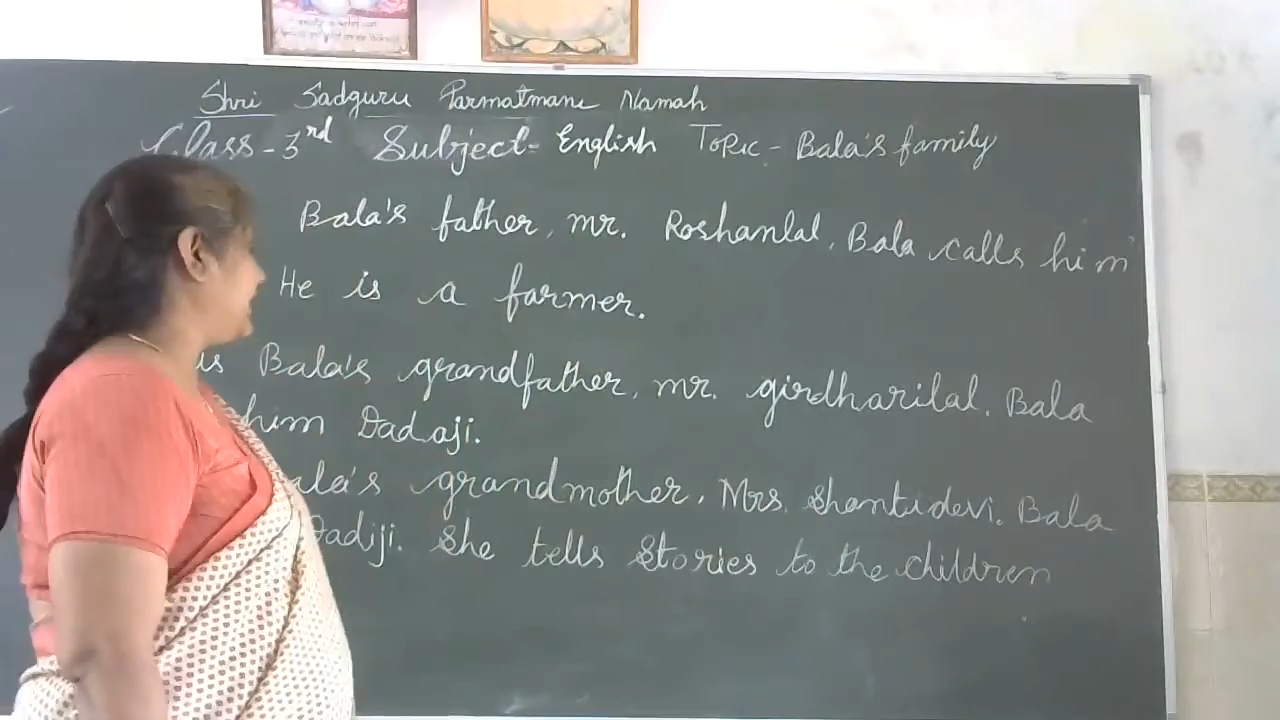 Shri Sadguru Parmatmane Namah
Class - 3rd Subject - English Topic - Bala's family
Bala's father, mr. Roshanlal, Bala calls him
He is a farmer.
is Bala's grandfather, mr. girdharilal. Bala
him Dadaji.
ala's grandmother, Mrs. Shantidevi. Bala
Dadiji. She tells Stories to the children